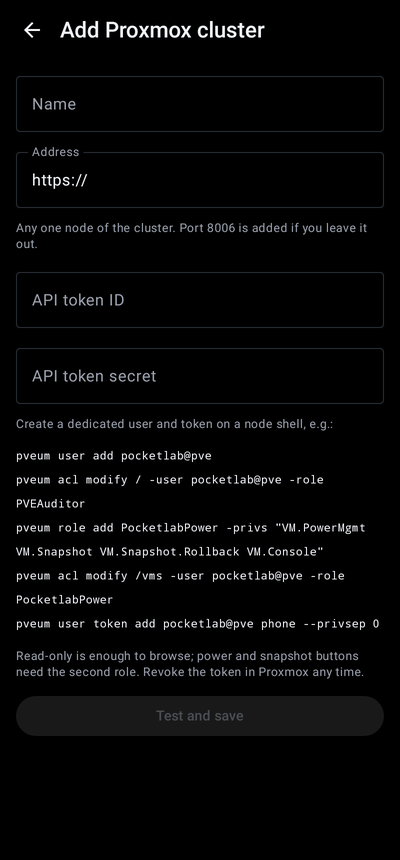 Add Proxmox cluster
Name
Address
https://
Any one node of the cluster. Port 8006 is added if you leave it
out.
API token ID
API token secret
Create a dedicated user and token on a node shell, e.g.:
pveum user add pocketlab@pve
pveum acl modify / -user pocketlab@pve -role
PVEAuditor
pveum role add PocketlabPower -privs "VM.PowerMgmt
VM.Snapshot VM.Snapshot.Rollback VM.Console"
pveum acl modify /vms -user pocketlab@pve -role
PocketlabPower
pveum user token add pocketlab@pve phone --privsep 0
Read-only is enough to browse; power and snapshot buttons
need the second role. Revoke the token in Proxmox any time.
Test and save